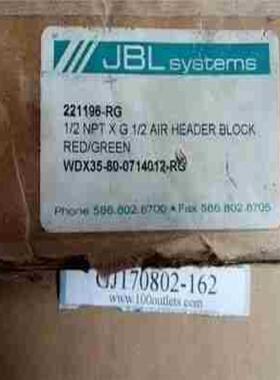 JBL systems
221196-RG
1/2 NPT X G 1/2 AIR HEADER BLOCK
RED/GREEN
WDX35-80-0714012-RG
Phone 586.802.6700 * Fax 586.802.6705
GJ170802-162
www.100outlets.com